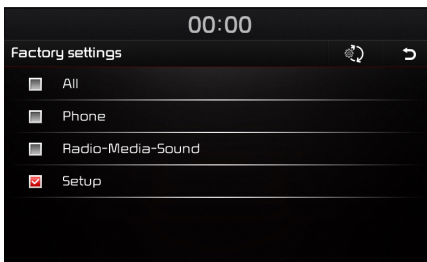 00:00
Factory settings
All
Phone
Radio-Media-Sound
Setup